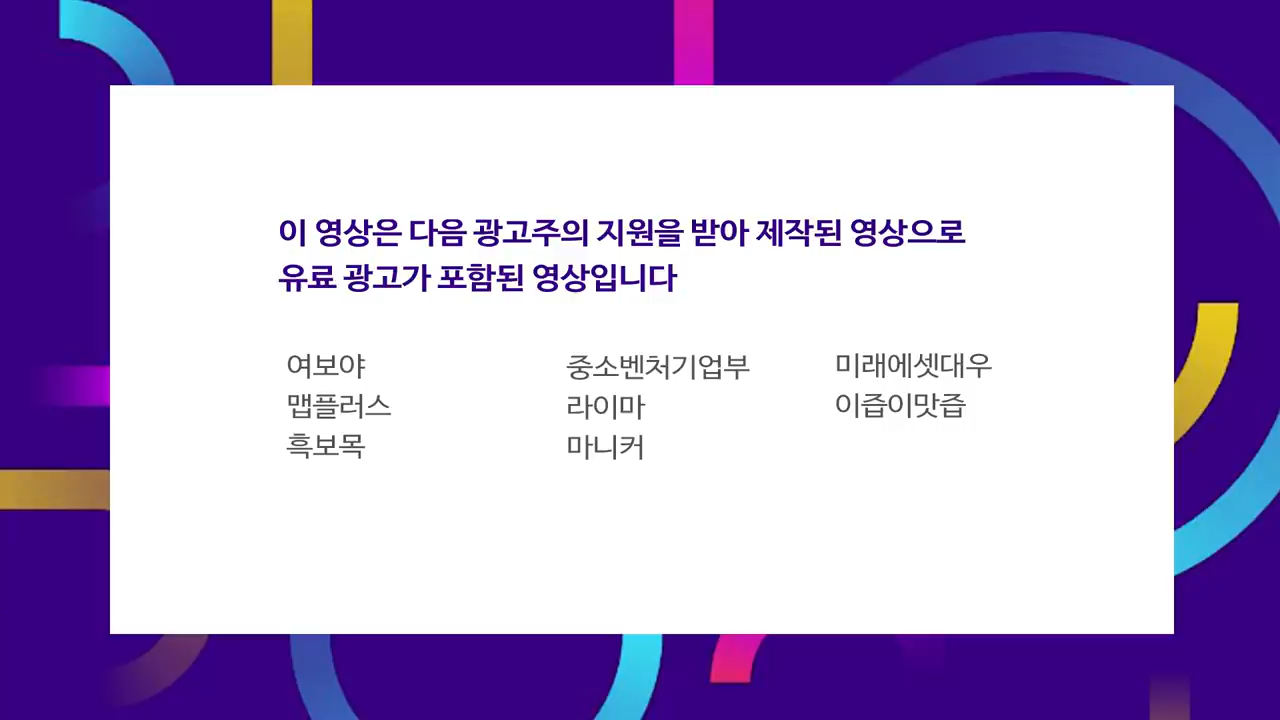 이 영상은 다음 광고주의 지원을 받아 제작된 영상으로
유료 광고가 포함된 영상입니다
여보야 중소벤처기업부 미래에셋대우
맵플러스 라이마 이즙이맛즙
흑보목 마니커